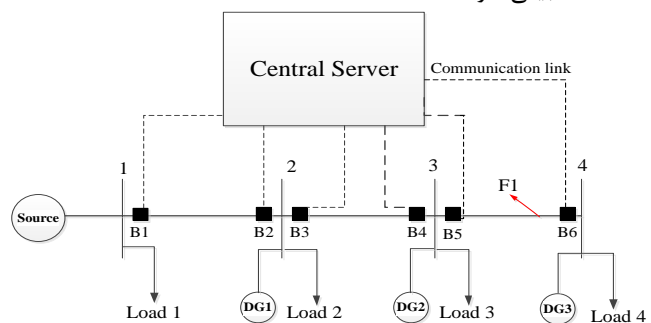 Central Server
Communication link
1
2
3
4
F1
Source
B1
B2
B3
B4
B5
B6
DG1
DG2
DG3
Load 1
Load 2
Load 3
Load 4